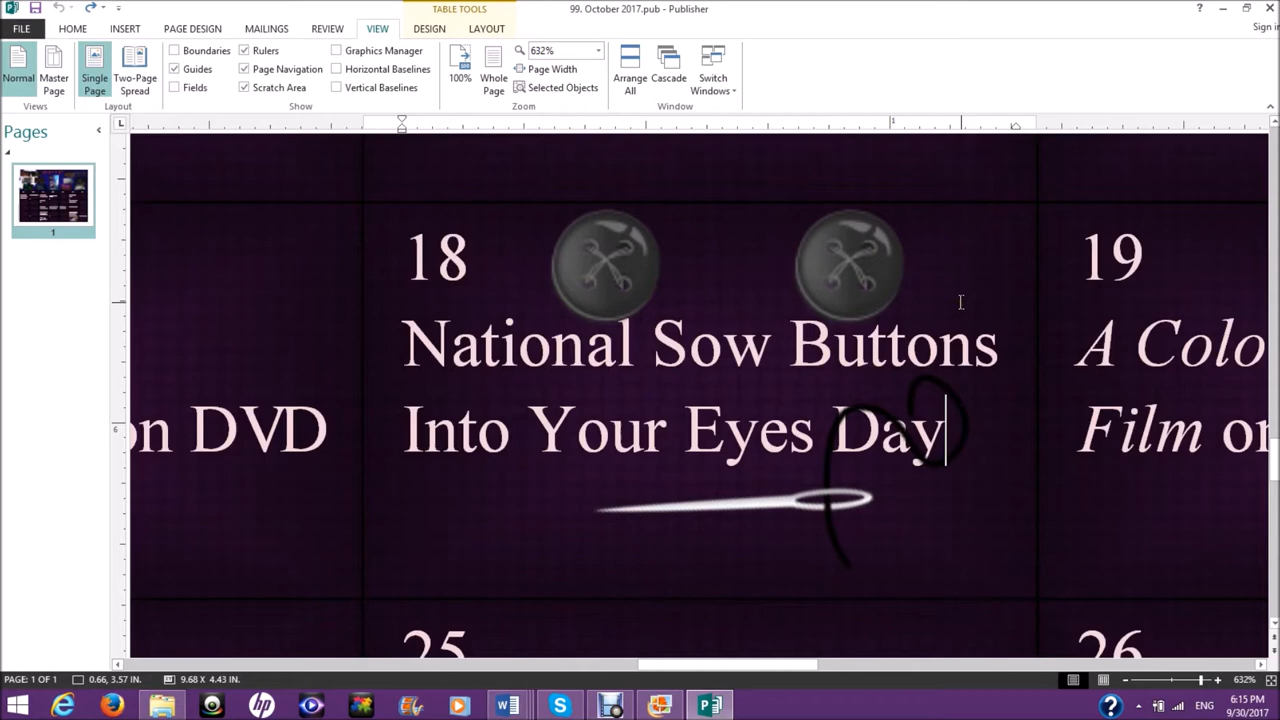 TABLE TOOLS
99. October 2017.pub - Publisher
FILE HOME INSERT PAGE DESIGN MAILINGS REVIEW VIEW DESIGN LAYOUT
Sign in
Normal
Master Page
Views
Single Page
Two-Page Spread
Layout
Boundaries
Guides
Fields
Rulers
Page Navigation
Scratch Area
Graphics Manager
Horizontal Baselines
Vertical Baselines
Show
100%
Whole Page
632%
Page Width
Selected Objects
Zoom
Arrange All
Cascade
Switch Windows
Window
Pages
1
L
1
6
18
National Sow Buttons
Into Your Eyes Day
on DVD
19
A Colo
Film or
25
26
PAGE: 1 OF 1
0.66, 3.57 IN.
9.68 X 4.43 IN.
632%
ENG
6:15 PM
9/30/2017